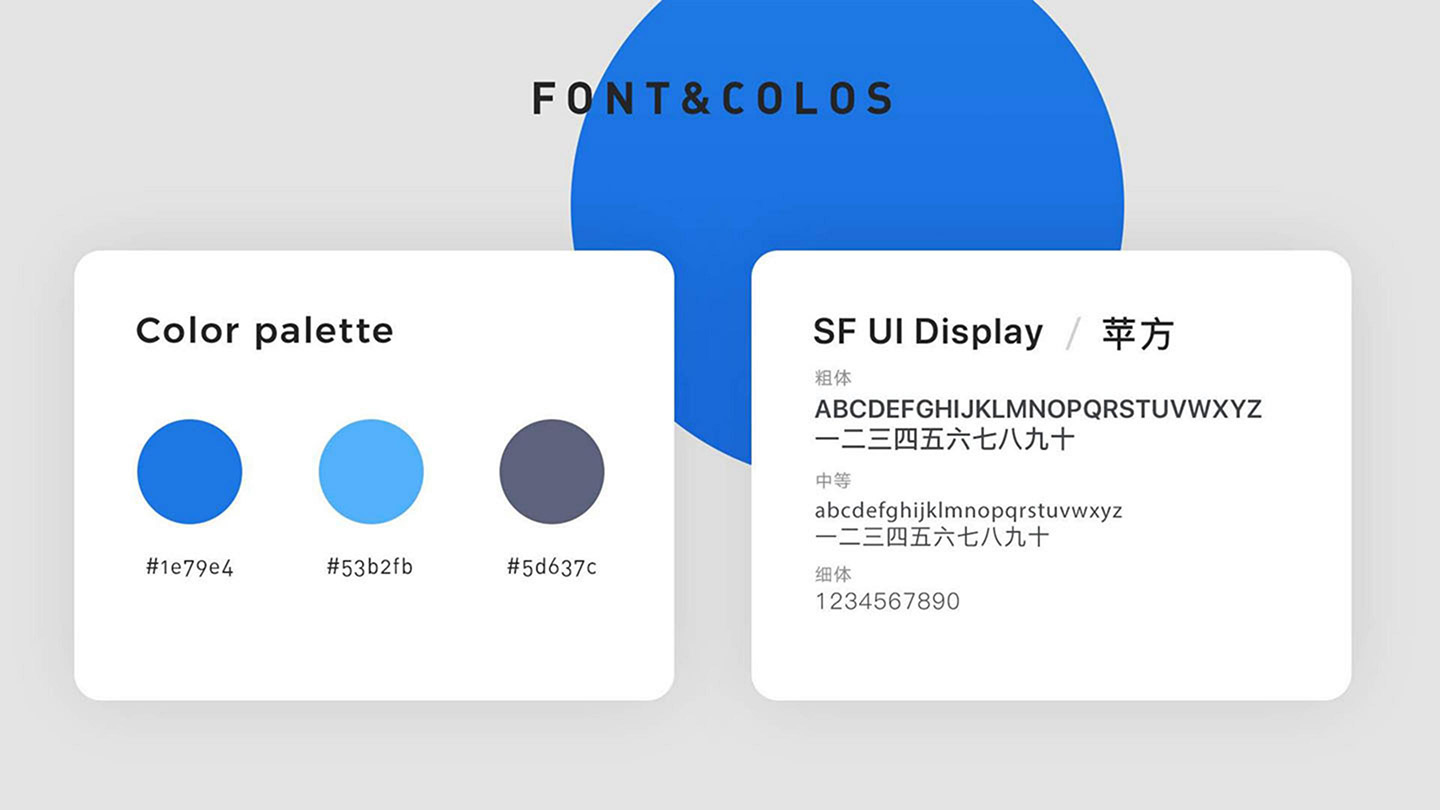 FONT&COLOS
Color palette
#1e79e4 #53b2fb #5d637c
SF UI Display / 苹方
粗体
ABCDEFGHIJKLMNOPQRSTUVWXYZ
一二三四五六七八九十
中等
abcdefghijklmnopqrstuvwxyz
一二三四五六七八九十
细体
1234567890